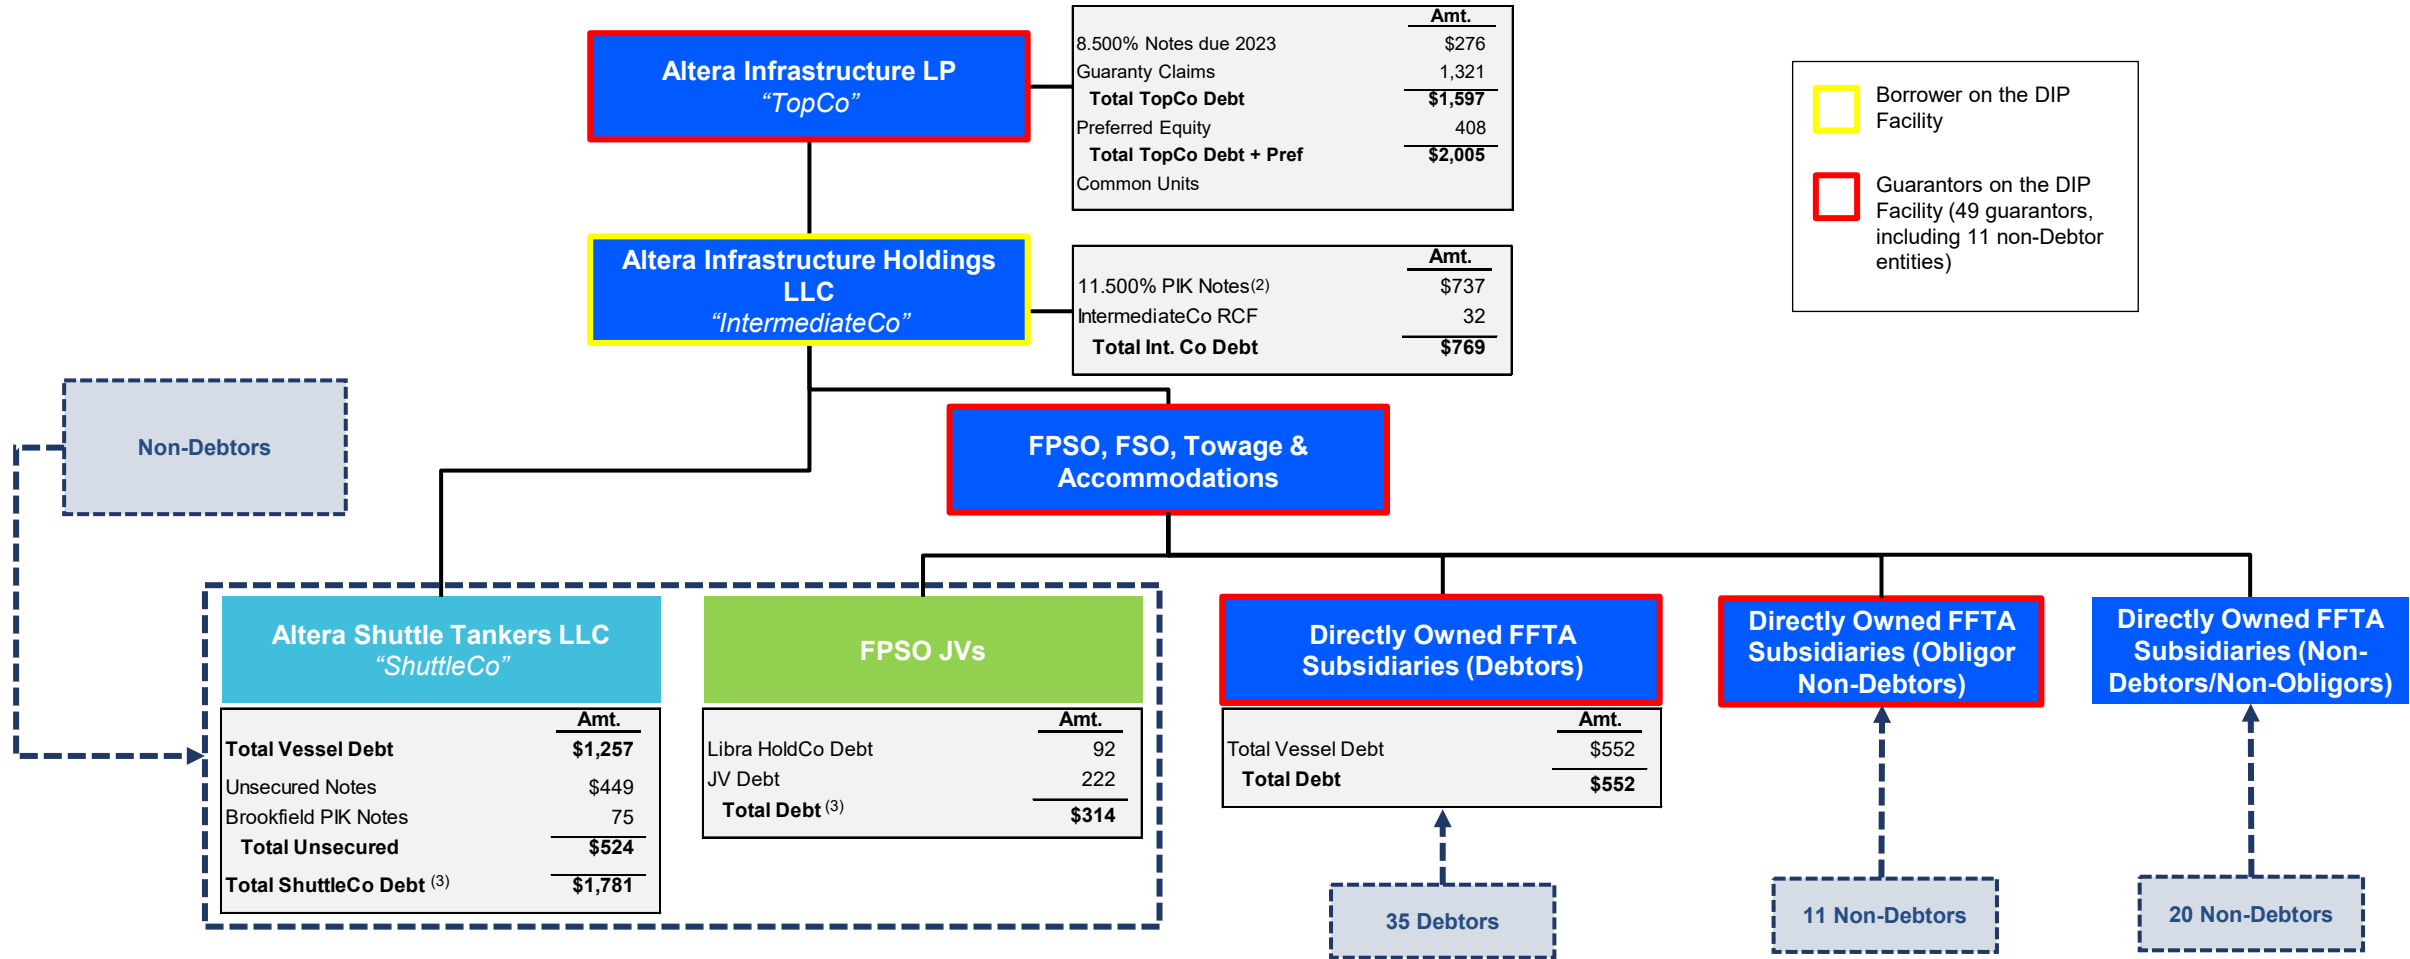 Altera Infrastructure LP
“TopCo”
Amt.
8.500% Notes due 2023 $276
Guaranty Claims 1,321
Total TopCo Debt $1,597
Preferred Equity 408
Total TopCo Debt + Pref $2,005
Common Units
Borrower on the DIP
Facility
Guarantors on the DIP
Facility (49 guarantors,
including 11 non-Debtor
entities)
Altera Infrastructure Holdings
LLC
“IntermediateCo”
Amt.
11.500% PIK Notes(2) $737
IntermediateCo RCF 32
Total Int. Co Debt $769
Non-Debtors
FPSO, FSO, Towage &
Accommodations
Altera Shuttle Tankers LLC
“ShuttleCo”
Amt.
Total Vessel Debt $1,257
Unsecured Notes $449
Brookfield PIK Notes 75
Total Unsecured $524
Total ShuttleCo Debt (3) $1,781
FPSO JVs
Amt.
Libra HoldCo Debt 92
JV Debt 222
Total Debt (3) $314
Directly Owned FFTA
Subsidiaries (Debtors)
Amt.
Total Vessel Debt $552
Total Debt $552
35 Debtors
Directly Owned FFTA
Subsidiaries (Obligor
Non-Debtors)
11 Non-Debtors
Directly Owned FFTA
Subsidiaries (Non-
Debtors/Non-Obligors)
20 Non-Debtors